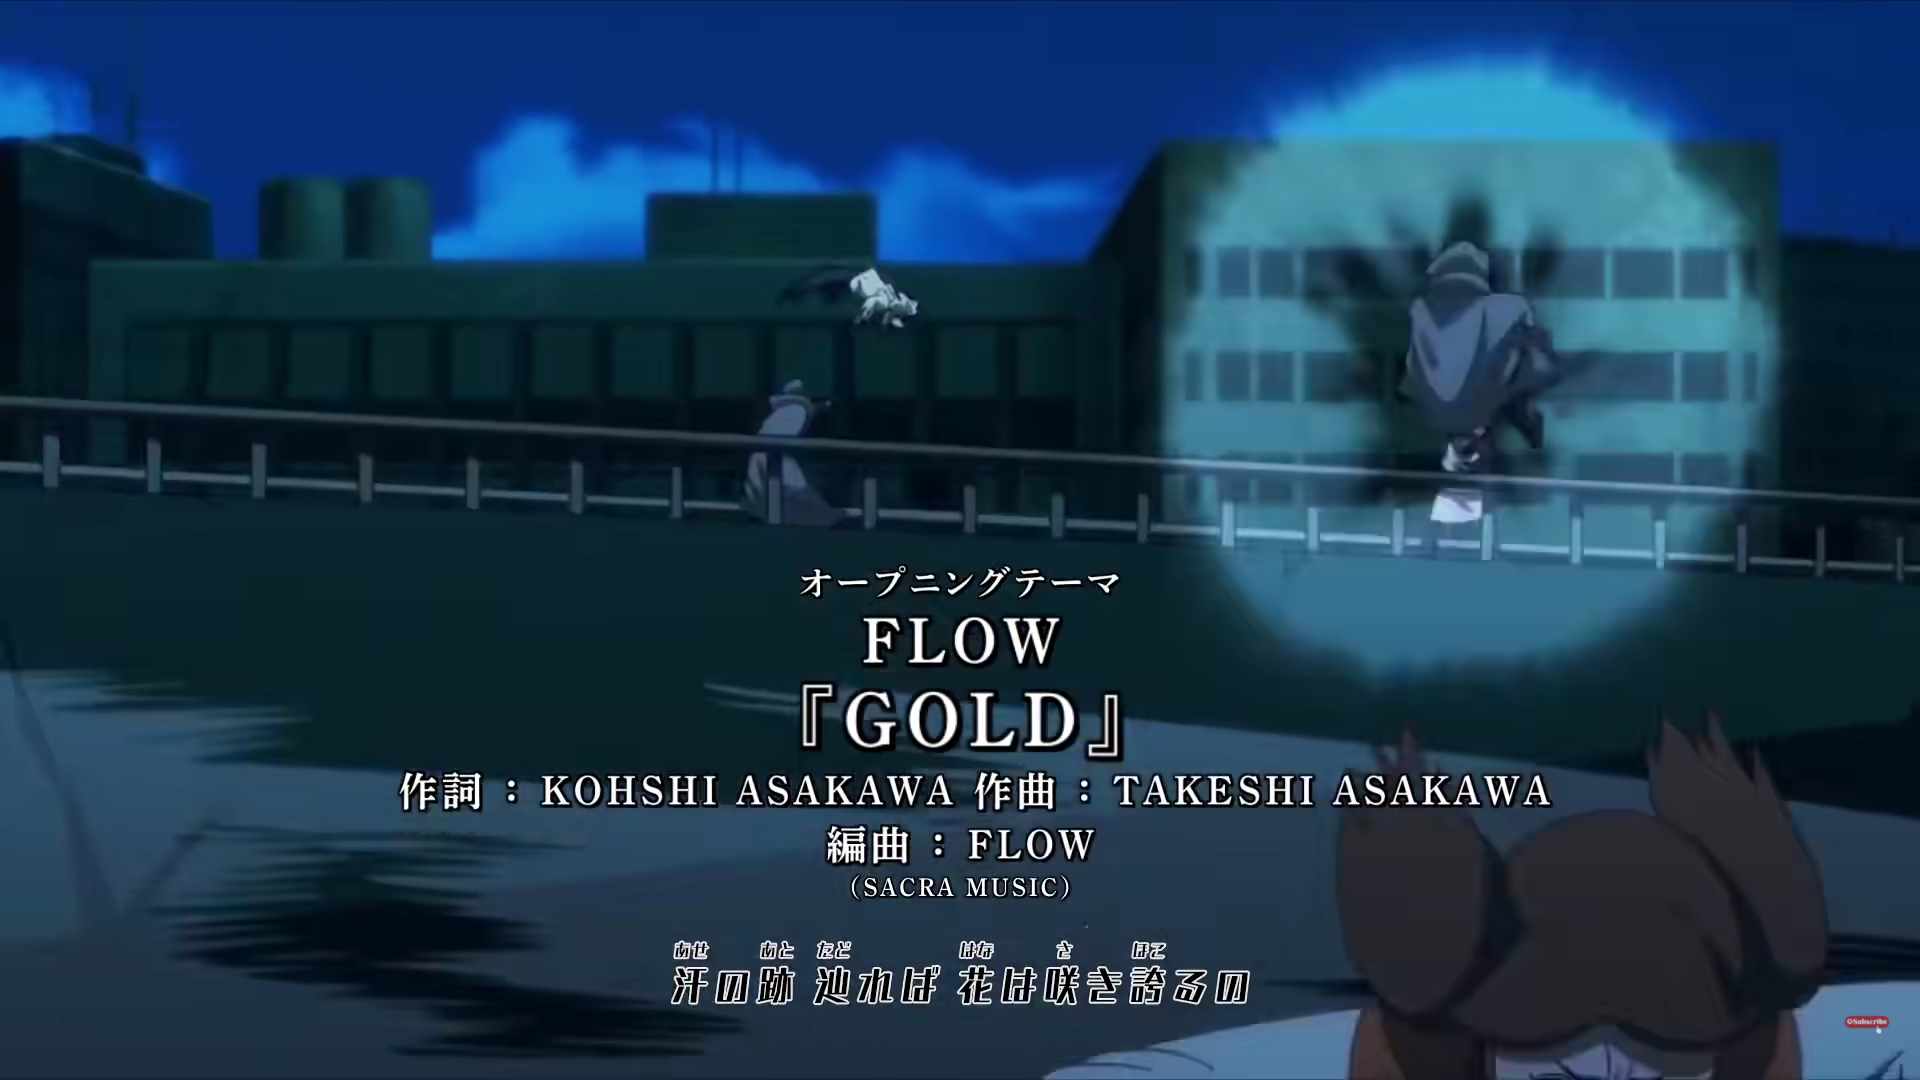 オープニングテーマ
FLOW
『GOLD』
作詞：KOHSHI ASAKAWA 作曲：TAKESHI ASAKAWA
編曲：FLOW
(SACRA MUSIC)
あせ あと たど はな さ ほこ
汗の跡 辿れば 花は咲き誇るの
Subscribe